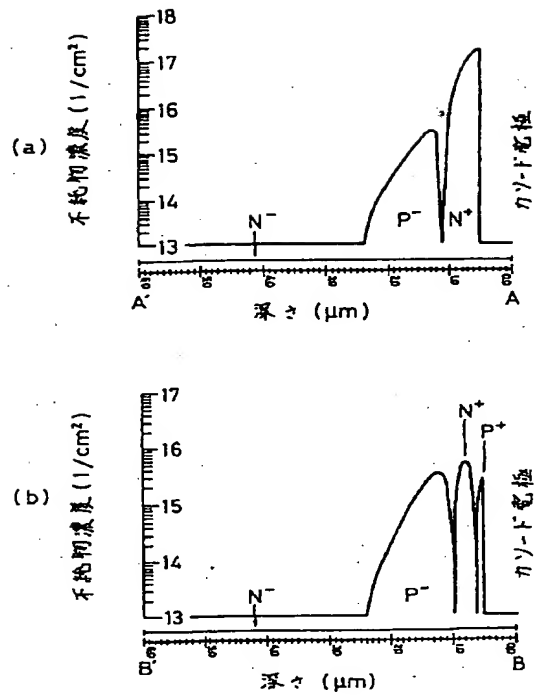 (a)
不純物濃度 (1/cm²)
18
17
16
15
14
13
N⁻
P⁻
N⁺
カソード電極
A'
A
深さ (μm)
(b)
不純物濃度 (1/cm²)
17
16
15
14
13
N⁻
P⁻
N⁺
P⁺
カソード電極
B'
B
深さ (μm)